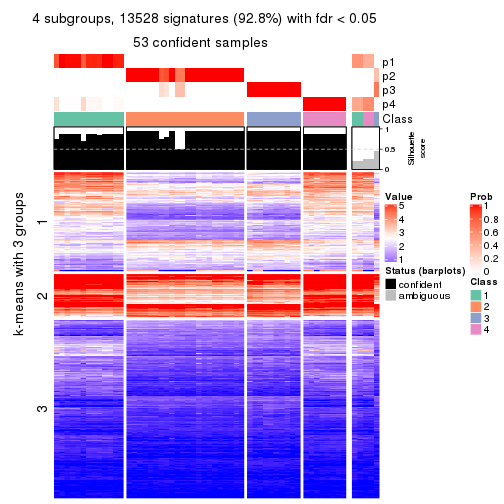 4 subgroups, 13528 signatures (92.8%) with fdr < 0.05
53 confident samples
p1
p2
p3
p4
Class
1
0.5
0
Silhouette
score
k-means with 3 groups
1
2
3
Value
5
4
3
2
1
Status (barplots)
confident
ambiguous
Prob
1
0.8
0.6
0.4
0.2
0
Class
1
2
3
4